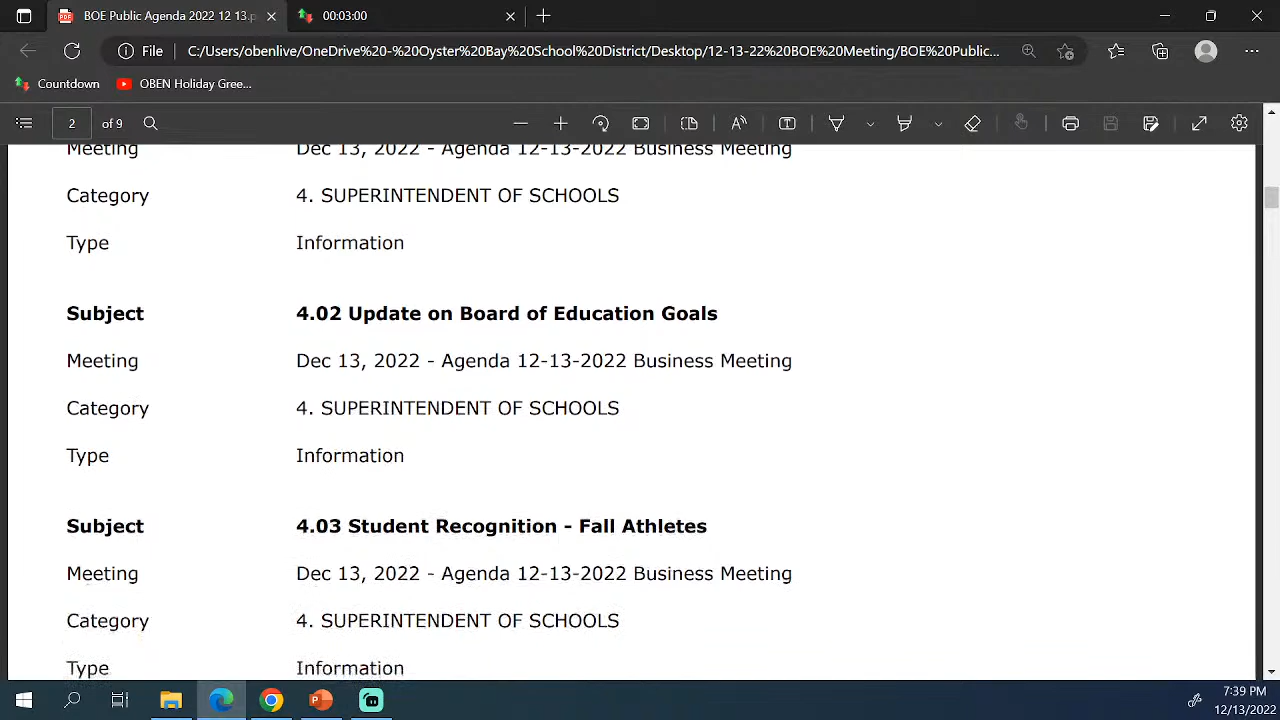 BOE Public Agenda 2022 1213.p
00:03:00
File C:/Users/obenlive/OneDrive%20-%20Oyster%20Bay%20School%20District/Desktop/12-13-22%20BOE%20Meeting/BOE%20Public...
Countdown OBEN Holiday Gree...
2 of 9
Meeting Dec 13, 2022 - Agenda 12-13-2022 Business Meeting
Category 4. SUPERINTENDENT OF SCHOOLS
Type Information
Subject 4.02 Update on Board of Education Goals
Meeting Dec 13, 2022 - Agenda 12-13-2022 Business Meeting
Category 4. SUPERINTENDENT OF SCHOOLS
Type Information
Subject 4.03 Student Recognition - Fall Athletes
Meeting Dec 13, 2022 - Agenda 12-13-2022 Business Meeting
Category 4. SUPERINTENDENT OF SCHOOLS
Type Information
7:39 PM
12/13/2022